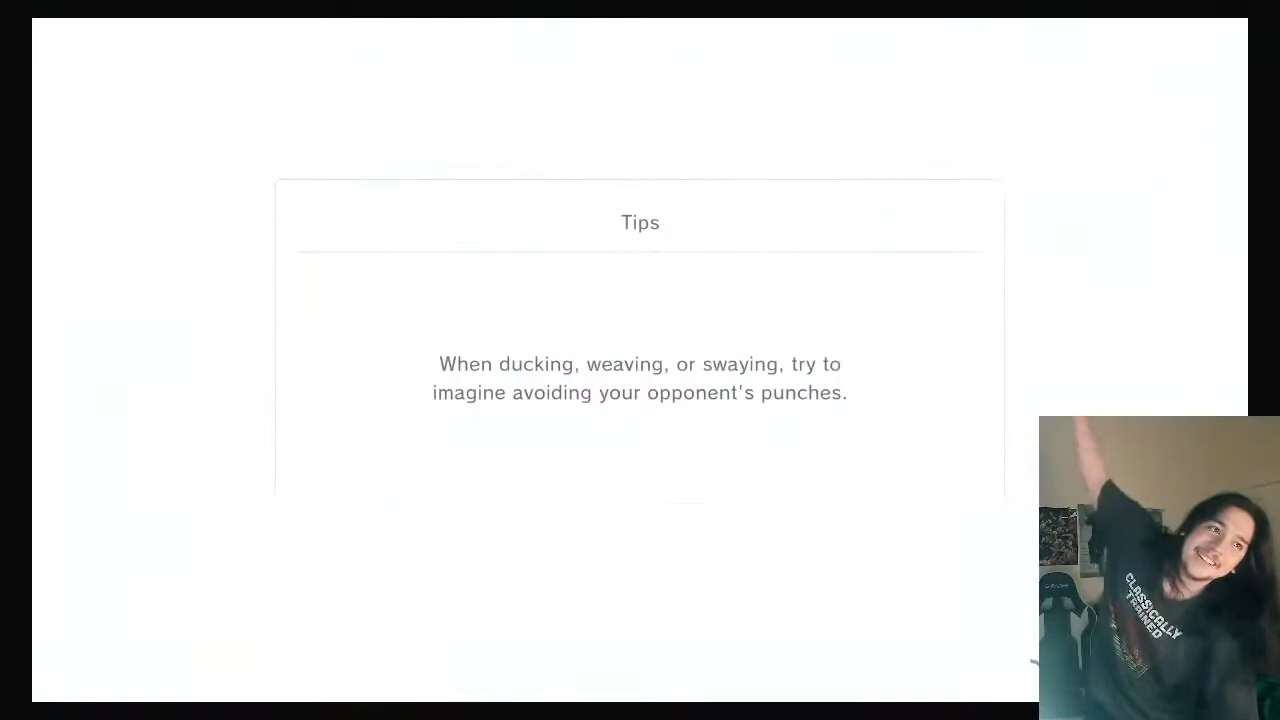 Tips
When ducking, weaving, or swaying, try to
imagine avoiding your opponent's punches.
CLASSICALLY
TRAINED